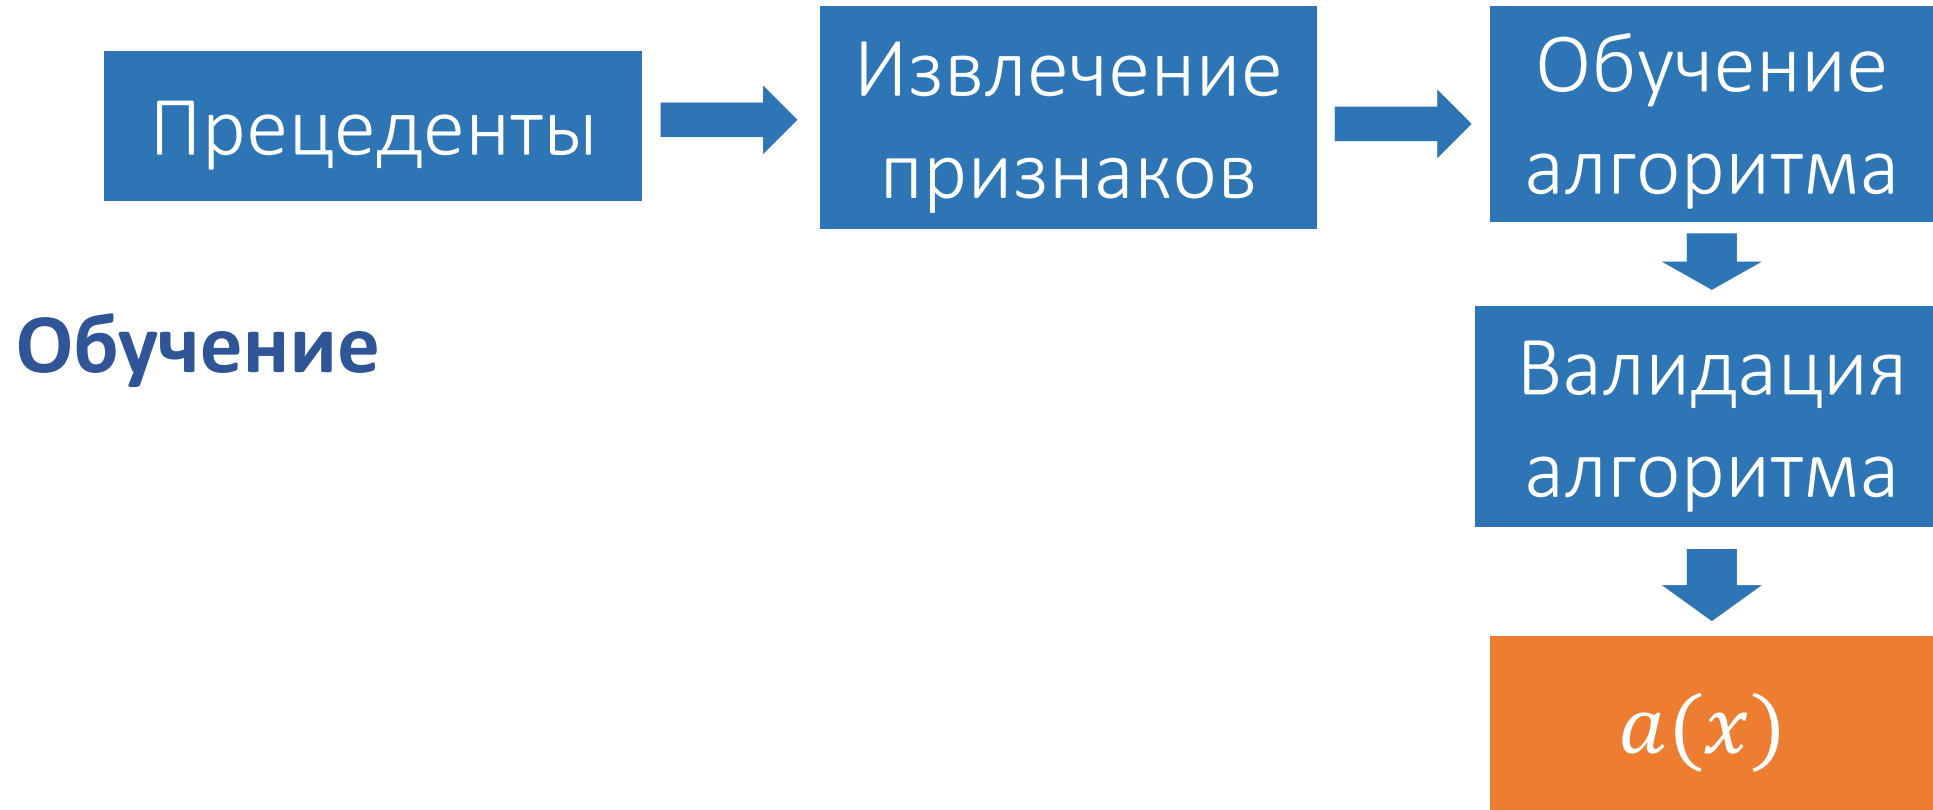 Прецеденты
Извлечение
признаков
Обучение
алгоритма
Обучение
Валидация
алгоритма
a(x)